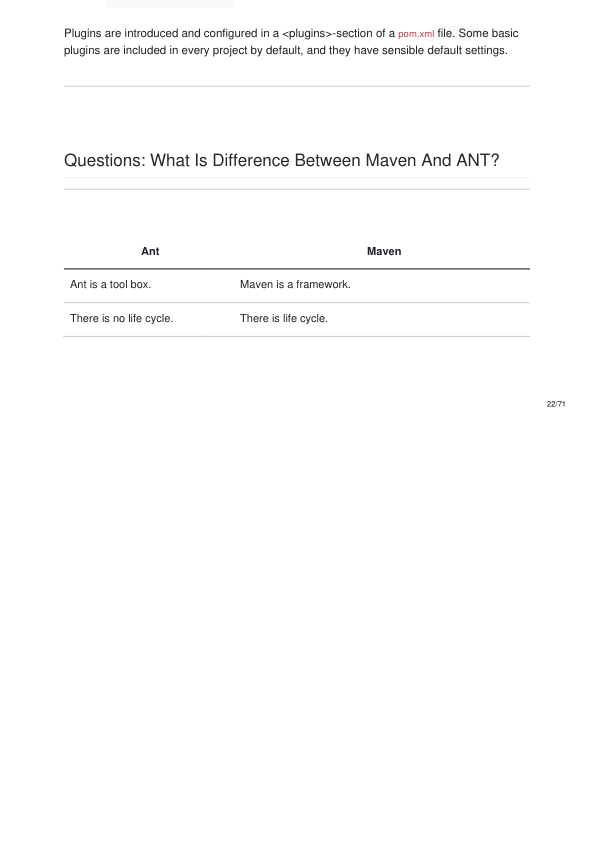 Plugins are introduced and configured in a <plugins>-section of a pom.xml file. Some basic
plugins are included in every project by default, and they have sensible default settings.
Questions: What Is Difference Between Maven And ANT?
Ant Maven
Ant is a tool box. Maven is a framework.
There is no life cycle. There is life cycle.
22/71